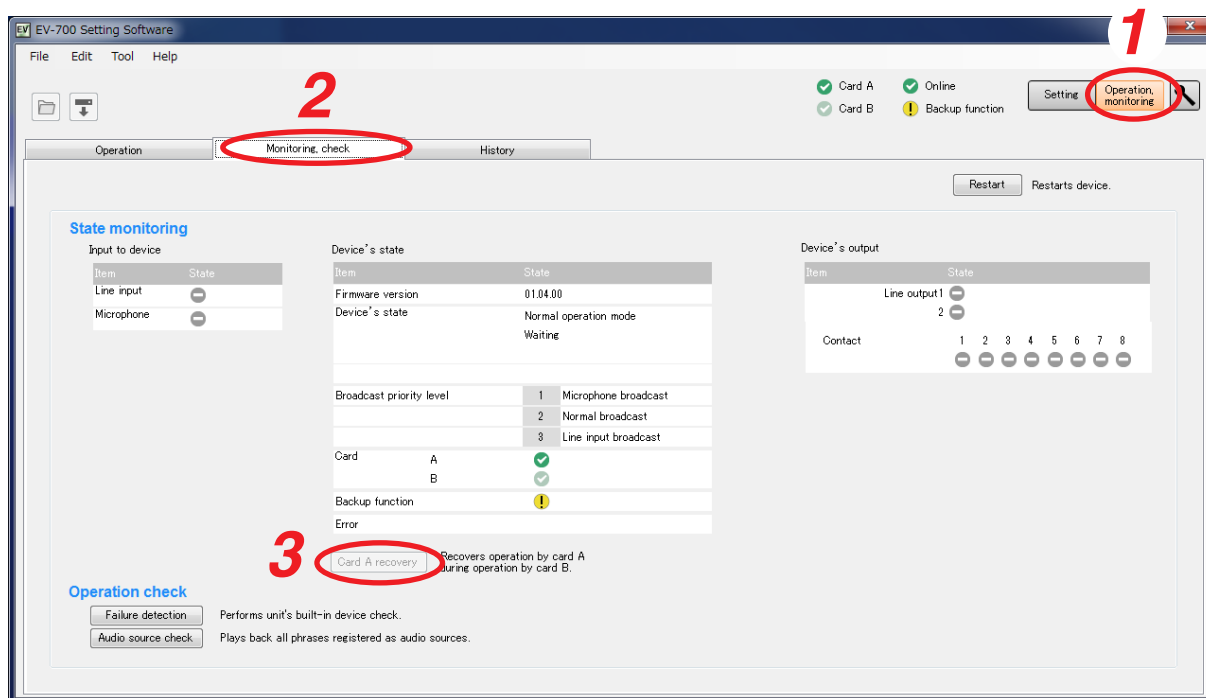 EV EV-700 Setting Software
1
File Edit Tool Help
2
Card A Online
Card B Backup function
Setting
Operation,
monitoring
Operation Monitoring, check History
Restart Restarts device.
State monitoring
Input to device
Item State
Line input
Microphone
Device's state
Item State
Firmware version 01.04.00
Device's state Normal operation mode
Waiting
Broadcast priority level 1 Microphone broadcast
2 Normal broadcast
3 Line input broadcast
Card A
B
Backup function
Error
3
Card A recovery
Recovers operation by card A
during operation by card B.
Device's output
Item State
Line output1
2
Contact 1 2 3 4 5 6 7 8
Operation check
Failure detection Performs unit's built-in device check.
Audio source check Plays back all phrases registered as audio sources.